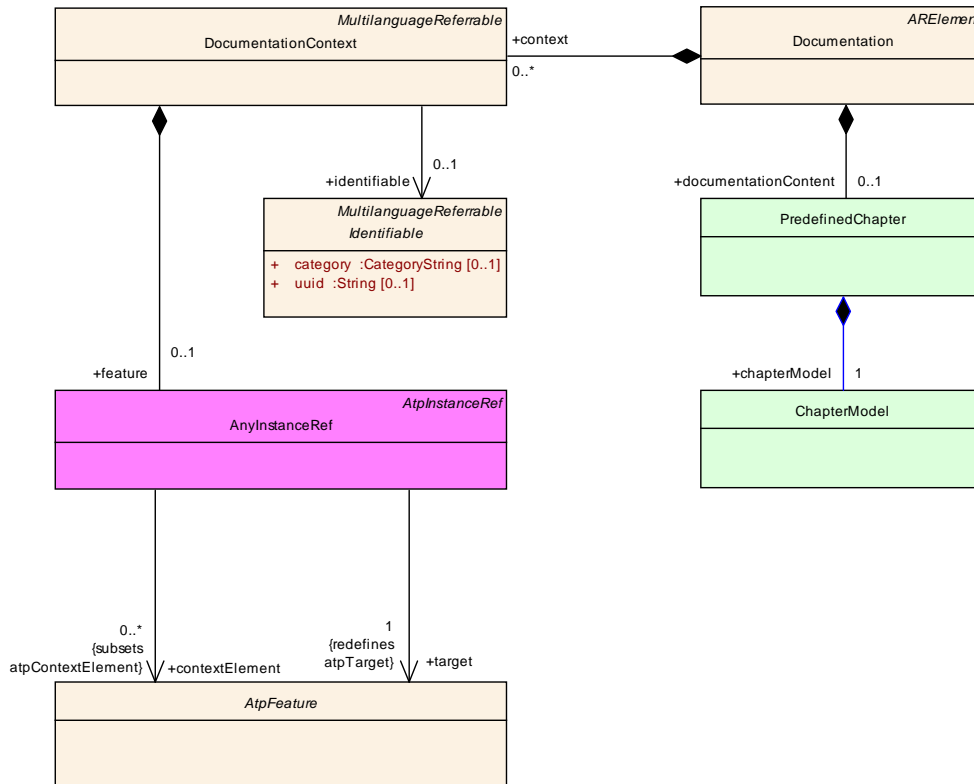 MultilanguageReferrable
DocumentationContext
+context
0..*
ARElemen
Documentation
+identifiable
0..1
+documentationContent
0..1
MultilanguageReferrable
Identifiable
+ category :CategoryString [0..1]
+ uuid :String [0..1]
PredefinedChapter
+feature
0..1
+chapterModel
1
AtpInstanceRef
AnyInstanceRef
ChapterModel
0..*
{subsets
atpContextElement}
+contextElement
1
{redefines
atpTarget}
+target
AtpFeature